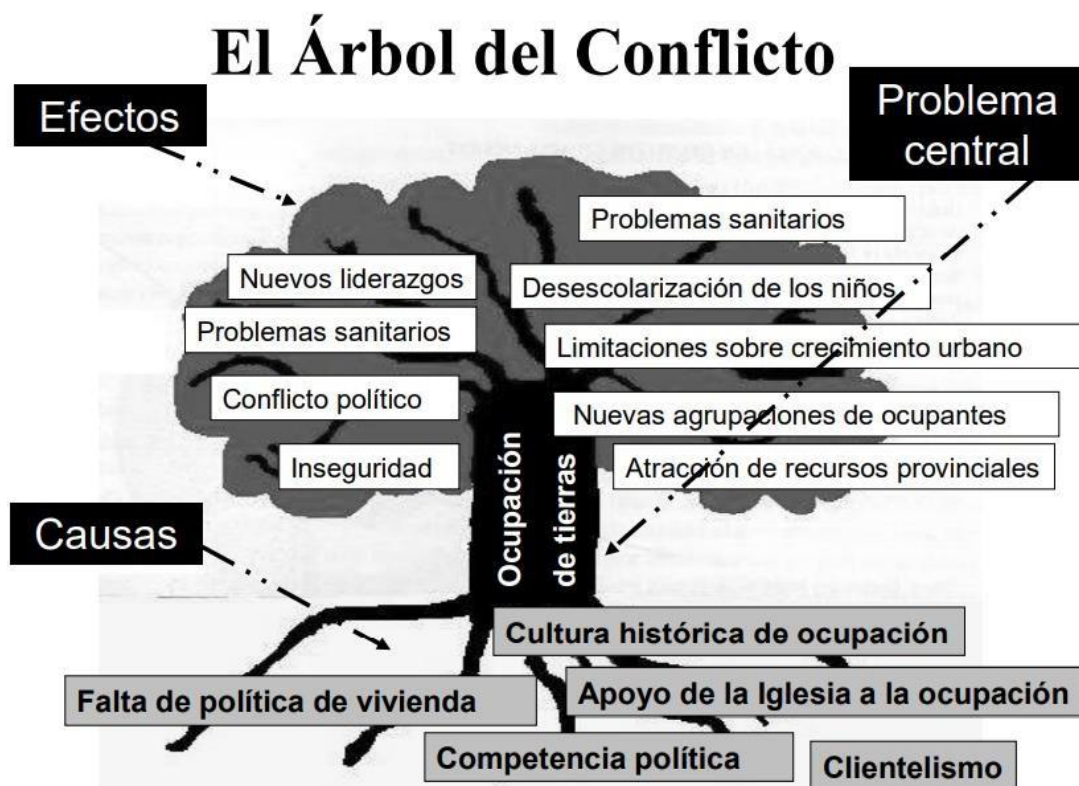 El Árbol del Conflicto
Efectos
Problema
central
Problemas sanitarios
Nuevos liderazgos
Desescolarización de los niños
Problemas sanitarios
Limitaciones sobre crecimiento urbano
Conflicto político
Nuevas agrupaciones de ocupantes
Inseguridad
Atracción de recursos provinciales
Ocupación
de tierras
Causas
Cultura histórica de ocupación
Falta de política de vivienda
Apoyo de la Iglesia a la ocupación
Competencia política
Clientelismo